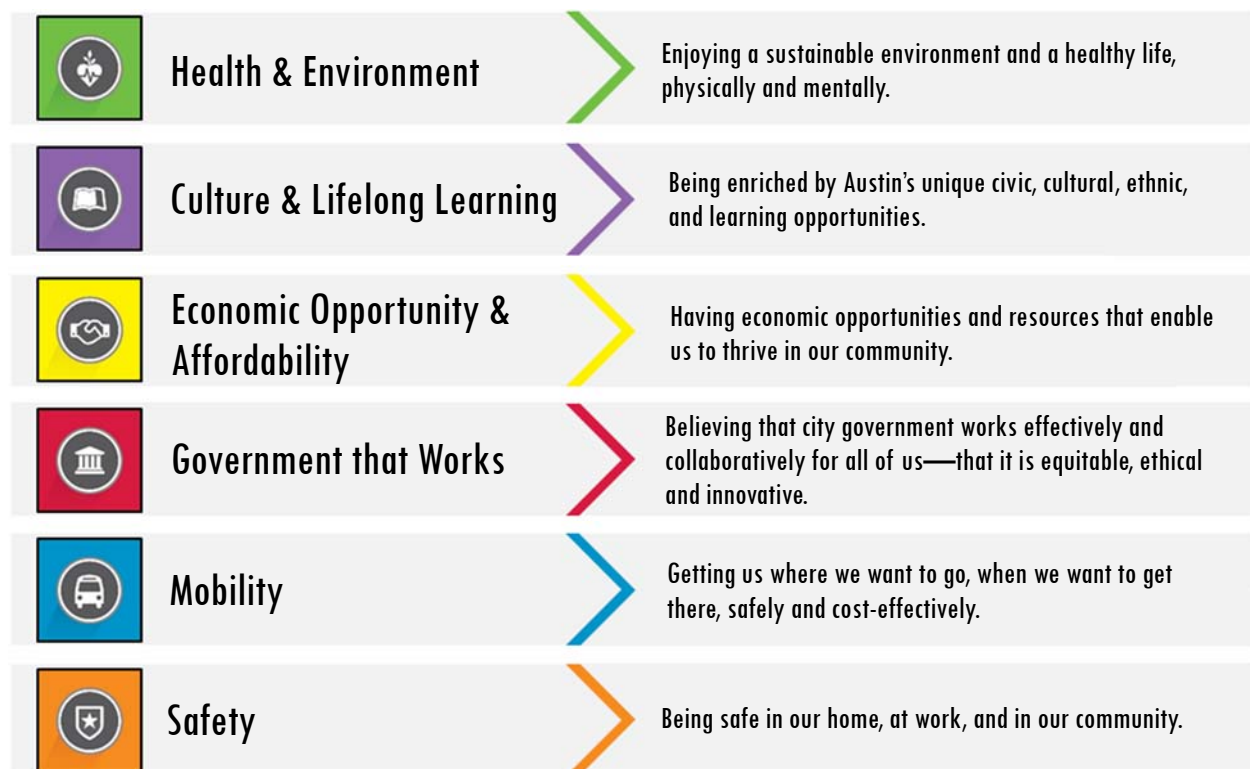 Health & Environment
Enjoying a sustainable environment and a healthy life,
physically and mentally.
Culture & Lifelong Learning
Being enriched by Austin's unique civic, cultural, ethnic,
and learning opportunities.
Economic Opportunity &
Affordability
Having economic opportunities and resources that enable
us to thrive in our community.
Government that Works
Believing that city government works effectively and
collaboratively for all of us—that it is equitable, ethical
and innovative.
Mobility
Getting us where we want to go, when we want to get
there, safely and cost-effectively.
Safety
Being safe in our home, at work, and in our community.